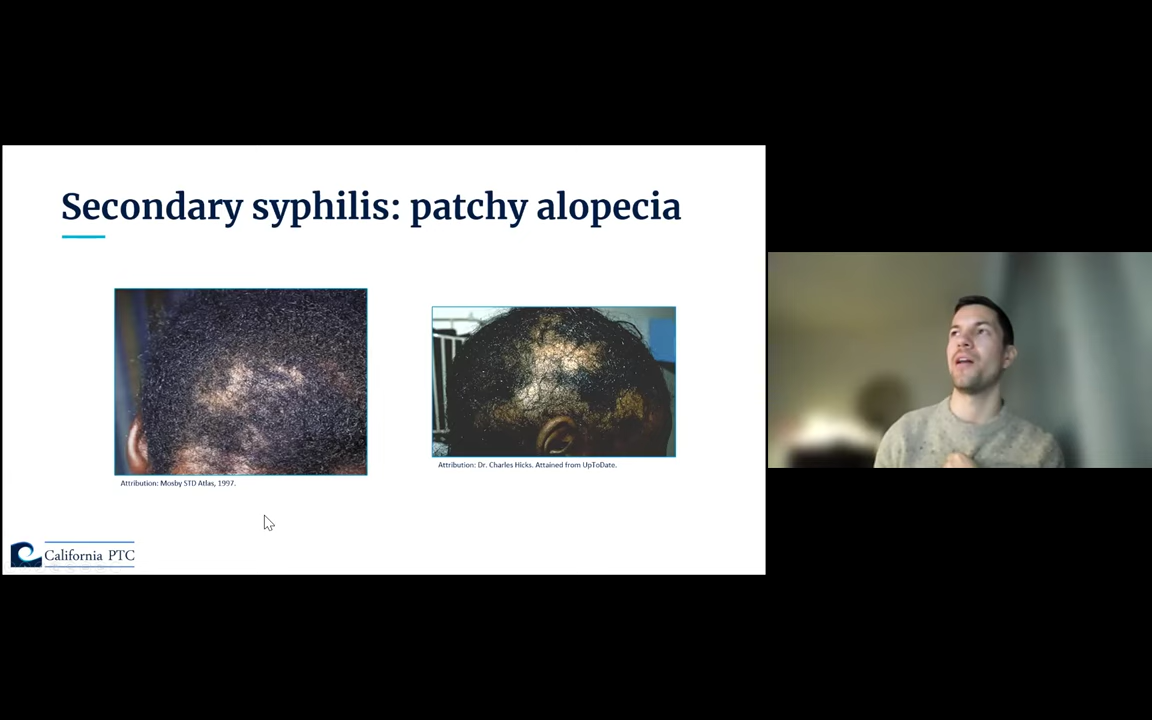 Secondary syphilis: patchy alopecia
Attribution: Dr. Charles Hicks. Attained from UpToDate.
Attribution: Mosby STD Atlas, 1997.
California PTC